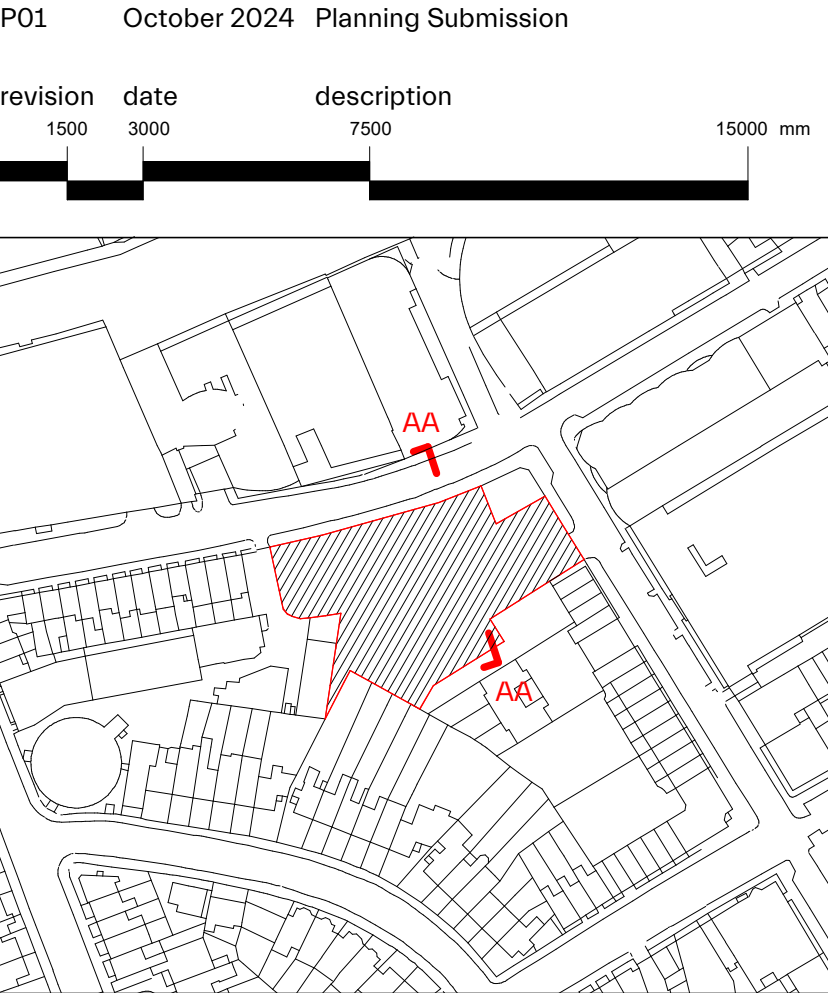 P01 October 2024 Planning Submission
revision date description
1500 3000 7500 15000 mm
AA
AA